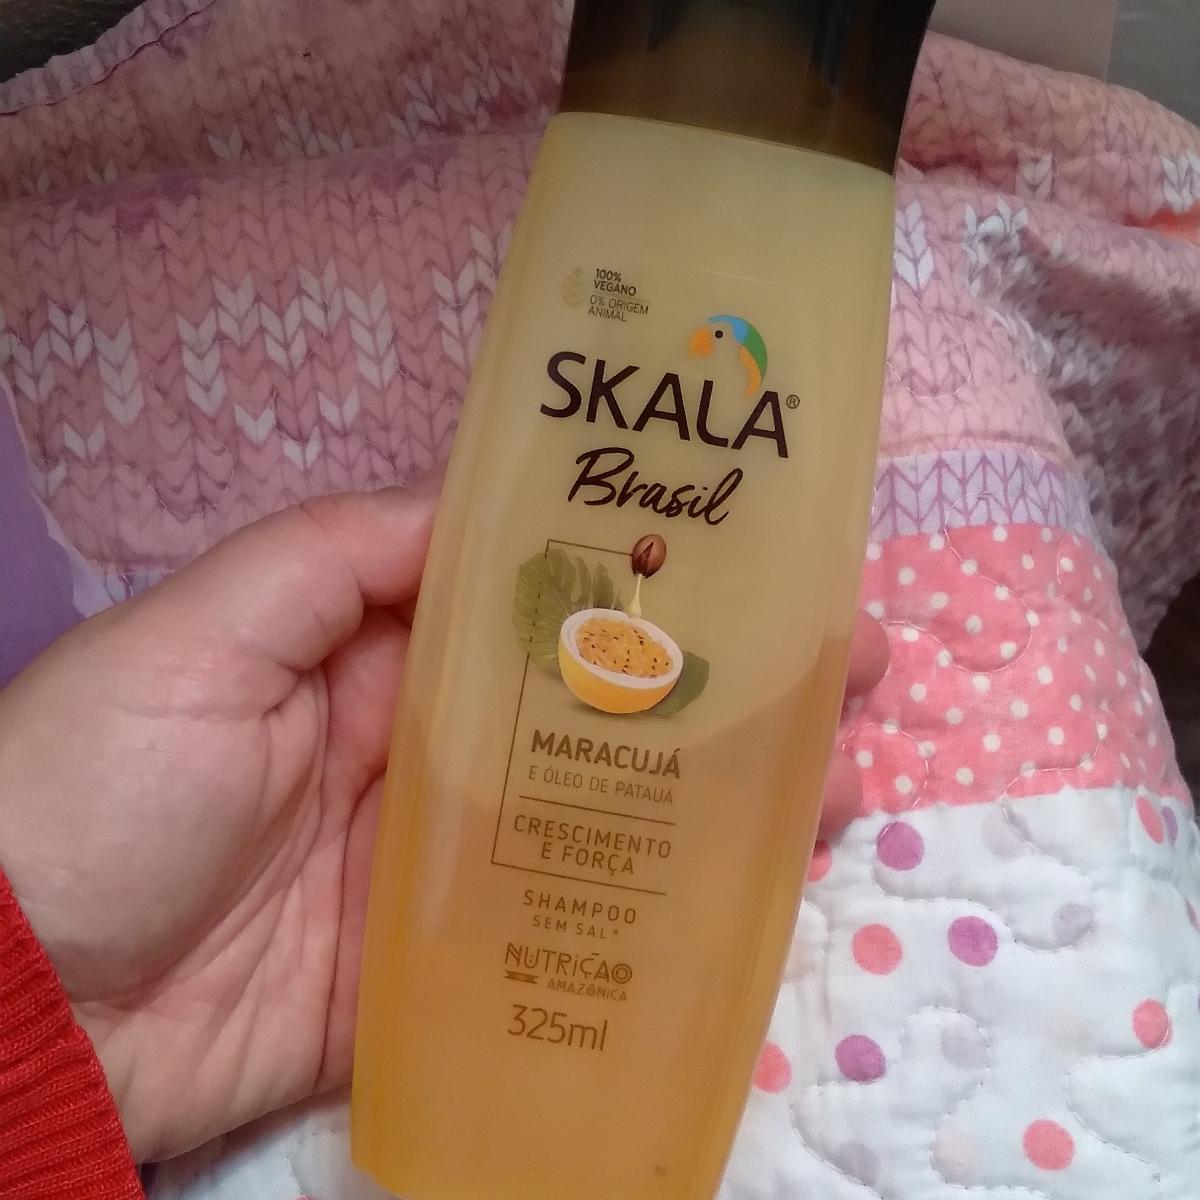 100%
VEGANO
0% ORIGEM
ANIMAL
SKALA®
Brasil
MARACUJÁ
E ÓLEO DE PATAUÁ
CRESCIMENTO
E FORÇA
SHAMPOO
SEM SAL*
NUTRiÇÃO
AMAZÔNICA
325ml